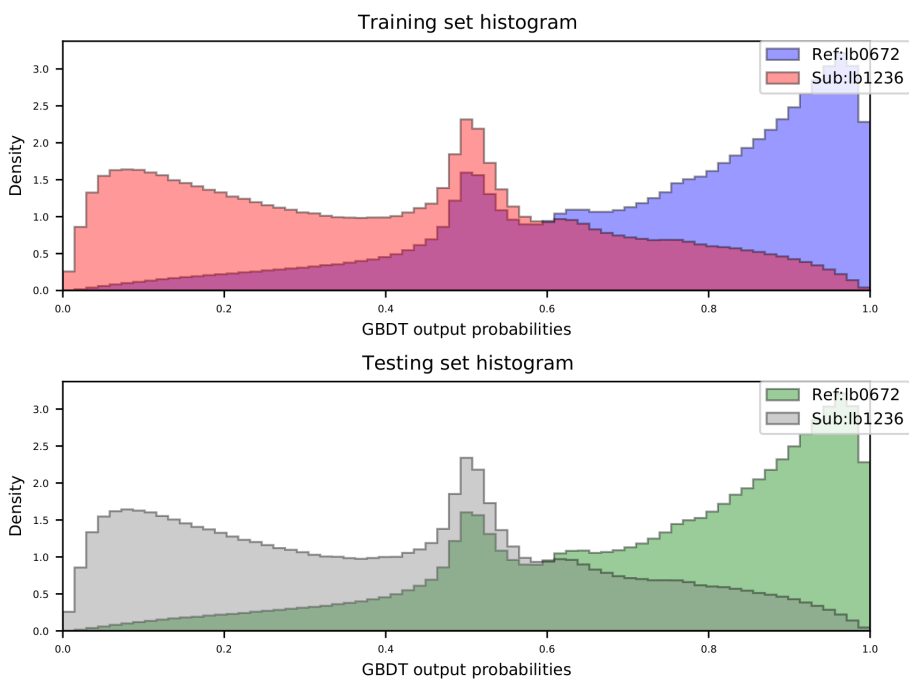 Training set histogram
Ref:lb0672
Sub:lb1236
3.0
2.5
2.0
1.5
1.0
0.5
0.0
Density
0.0 0.2 0.4 0.6 0.8 1.0
GBDT output probabilities
Testing set histogram
Ref:lb0672
Sub:lb1236
3.0
2.5
2.0
1.5
1.0
0.5
0.0
Density
0.0 0.2 0.4 0.6 0.8 1.0
GBDT output probabilities